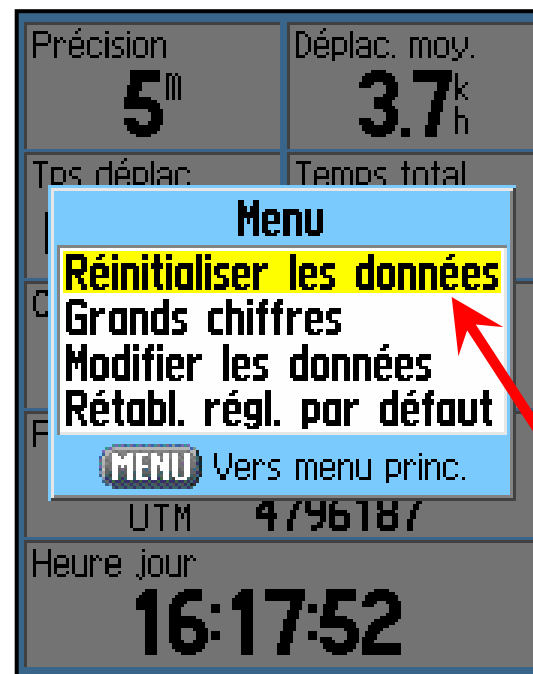 Précision
Déplac. moy.
5m
3.7kh
Tps déplac
Temps total
Menu
Réinitialiser les données
Grands chiffres
Modifier les données
Rétabl. régl. par défaut
MENU Vers menu princ.
UTM 4796187
Heure jour
16:17:52